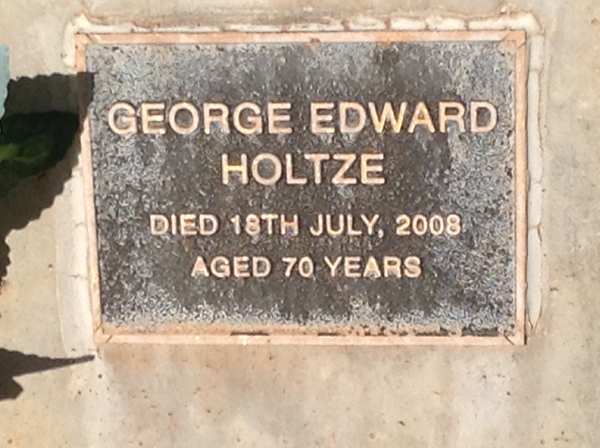 GEORGE EDWARD
HOLTZE
DIED 18TH JULY, 2008
AGED 70 YEARS